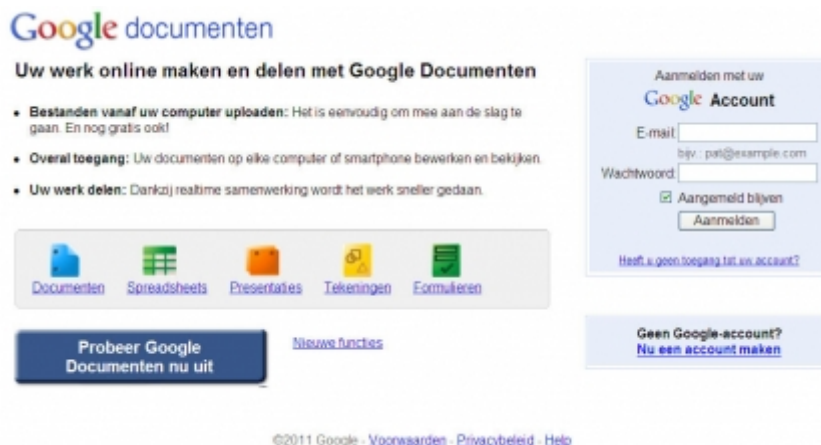 Google documenten
Uw werk online maken en delen met Google Documenten
• Bestanden vanaf uw computer uploaden: Het is eenvoudig om mee aan de slag te
gaan. En nog gratis ook!
• Overal toegang: Uw documenten op elke computer of smartphone bewerken en bekijken.
• Uw werk delen: Dankzij realtime samenwerking wordt het werk sneller gedaan.
Documenten Spreadsheets Presentaties Tekeningen Formulieren
Probeer Google
Documenten nu uit
Nieuwe functies
Aanmelden met uw
Google Account
E-mail:
bijv.: pat@example.com
Wachtwoord:
Aangemeld blijven
Aanmelden
Heeft u geen toegang tot uw account?
Geen Google-account?
Nu een account maken
©2011 Google - Voorwaarden - Privacybeleid - Help